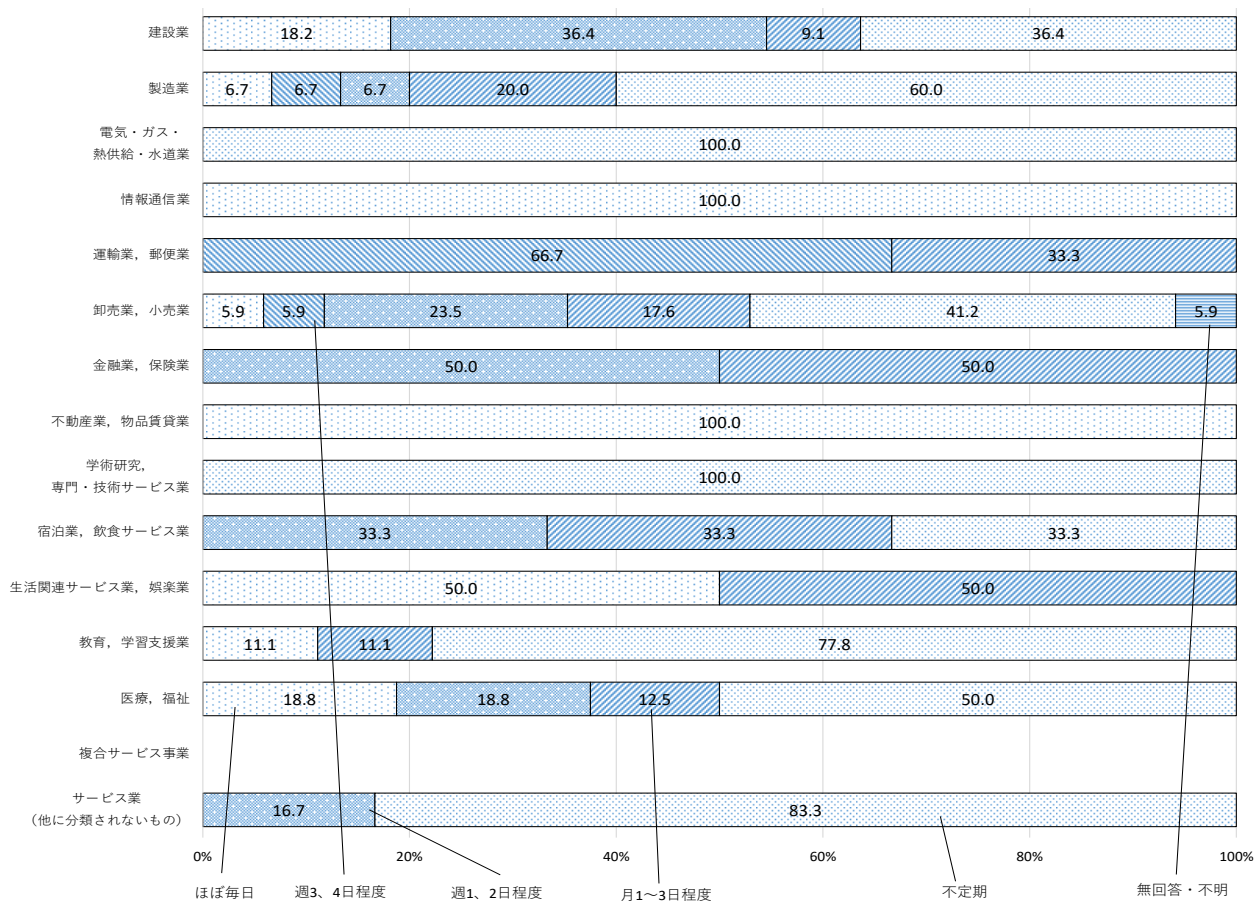 建設業
18.2
36.4
9.1
36.4
製造業
6.7
6.7
6.7
20.0
60.0
電気・ガス・
熱供給・水道業
100.0
情報通信業
100.0
運輸業，郵便業
66.7
33.3
卸売業，小売業
5.9
5.9
23.5
17.6
41.2
5.9
金融業，保険業
50.0
50.0
不動産業，物品賃貸業
100.0
学術研究，
専門・技術サービス業
100.0
宿泊業，飲食サービス業
33.3
33.3
33.3
生活関連サービス業，娯楽業
50.0
50.0
教育，学習支援業
11.1
11.1
77.8
医療，福祉
18.8
18.8
12.5
50.0
複合サービス事業
サービス業
（他に分類されないもの）
16.7
83.3
0%
20%
40%
60%
80%
100%
ほぼ毎日
週3、4日程度
週1、2日程度
月1～3日程度
不定期
無回答・不明